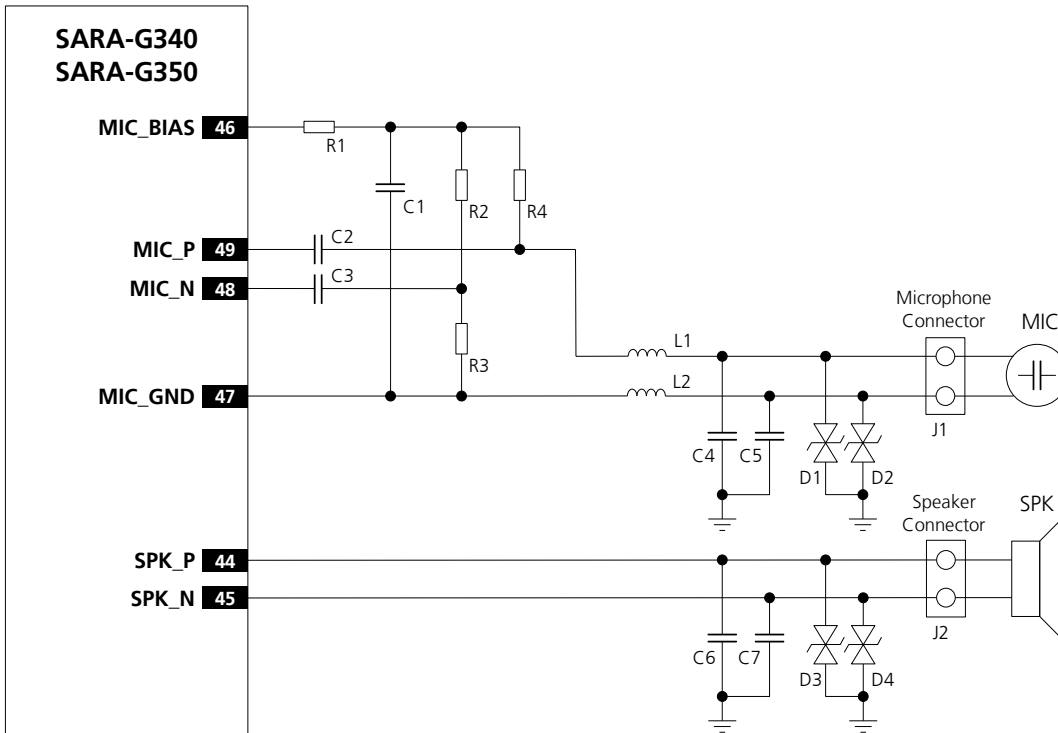 SARA-G340
SARA-G350
MIC_BIAS 46
R1
C1
R2
R4
MIC_P 49
C2
MIC_N 48
C3
R3
MIC_GND 47
L1
L2
Microphone
Connector
MIC
J1
C4
C5
D1
D2
Speaker
Connector
SPK
SPK_P 44
SPK_N 45
J2
C6
C7
D3
D4